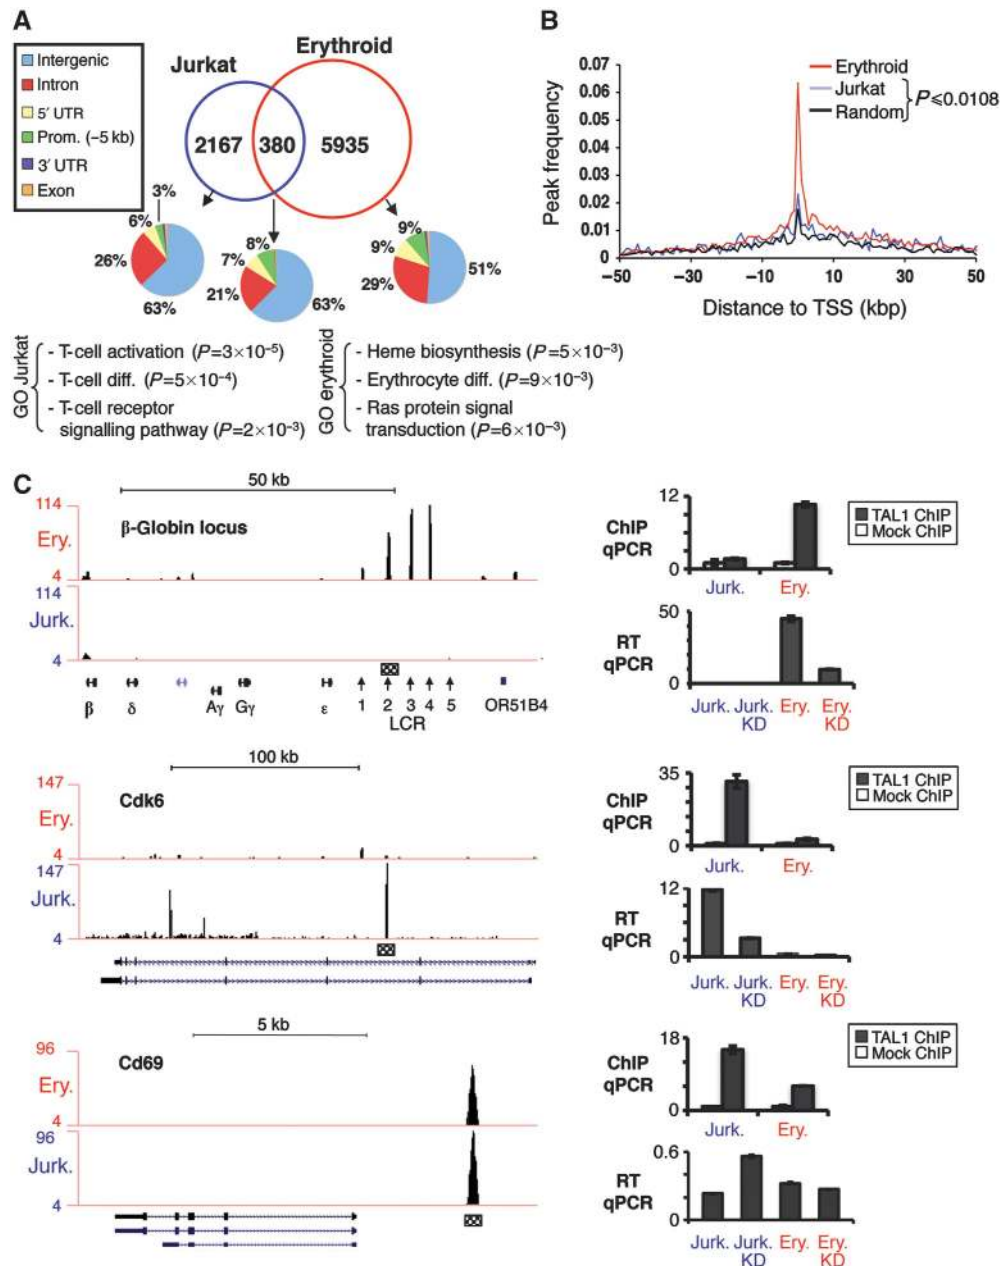 A
Intergenic
Intron
5′ UTR
Prom. (−5 kb)
3′ UTR
Exon
Jurkat
Erythroid
2167
380
5935
3%
6%
26%
63%
8%
7%
21%
63%
9%
9%
29%
51%
GO Jurkat
- T-cell activation (P=3×10⁻⁵)
- T-cell diff. (P=5×10⁻⁴)
- T-cell receptor
signalling pathway (P=2×10⁻³)
GO erythroid
- Heme biosynthesis (P=5×10⁻³)
- Erythrocyte diff. (P=9×10⁻³)
- Ras protein signal
transduction (P=6×10⁻³)
B
Peak frequency
0.07
0.06
0.05
0.04
0.03
0.02
0.01
0
−50 −30 −10 10 30 50
Distance to TSS (kbp)
Erythroid
Jurkat
Random
P≤0.0108
C
50 kb
β-Globin locus
114
Ery.
4
114
Jurk.
4
β δ Aγ Gγ ε 1 2 3 4 5 OR51B4
LCR
ChIP
qPCR
12
0
Jurk. Ery.
TAL1 ChIP
Mock ChIP
RT
qPCR
50
0
Jurk. Jurk. Ery. Ery.
KD KD
100 kb
Cdk6
147
Ery.
4
147
Jurk.
4
ChIP
qPCR
35
0
Jurk. Ery.
TAL1 ChIP
Mock ChIP
RT
qPCR
12
0
Jurk. Jurk. Ery. Ery.
KD KD
5 kb
Cd69
96
Ery.
4
96
Jurk.
4
ChIP
qPCR
18
0
Jurk. Ery.
TAL1 ChIP
Mock ChIP
RT
qPCR
0.6
0
Jurk. Jurk. Ery. Ery.
KD KD